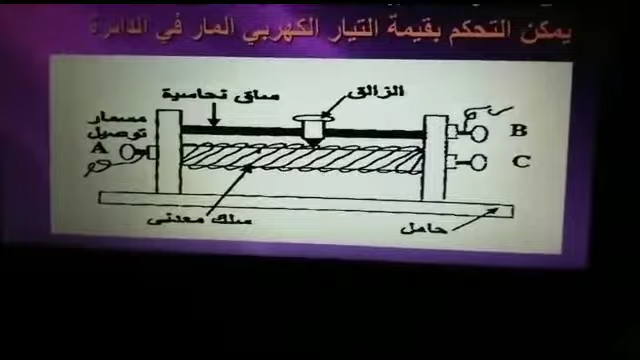 يمكن التحكم بقيمة التيار الكهربي المار في الدائرة
ساق نحاسية
الزالق
مسمار
توصيل
A
B
C
سلك معدني
حامل